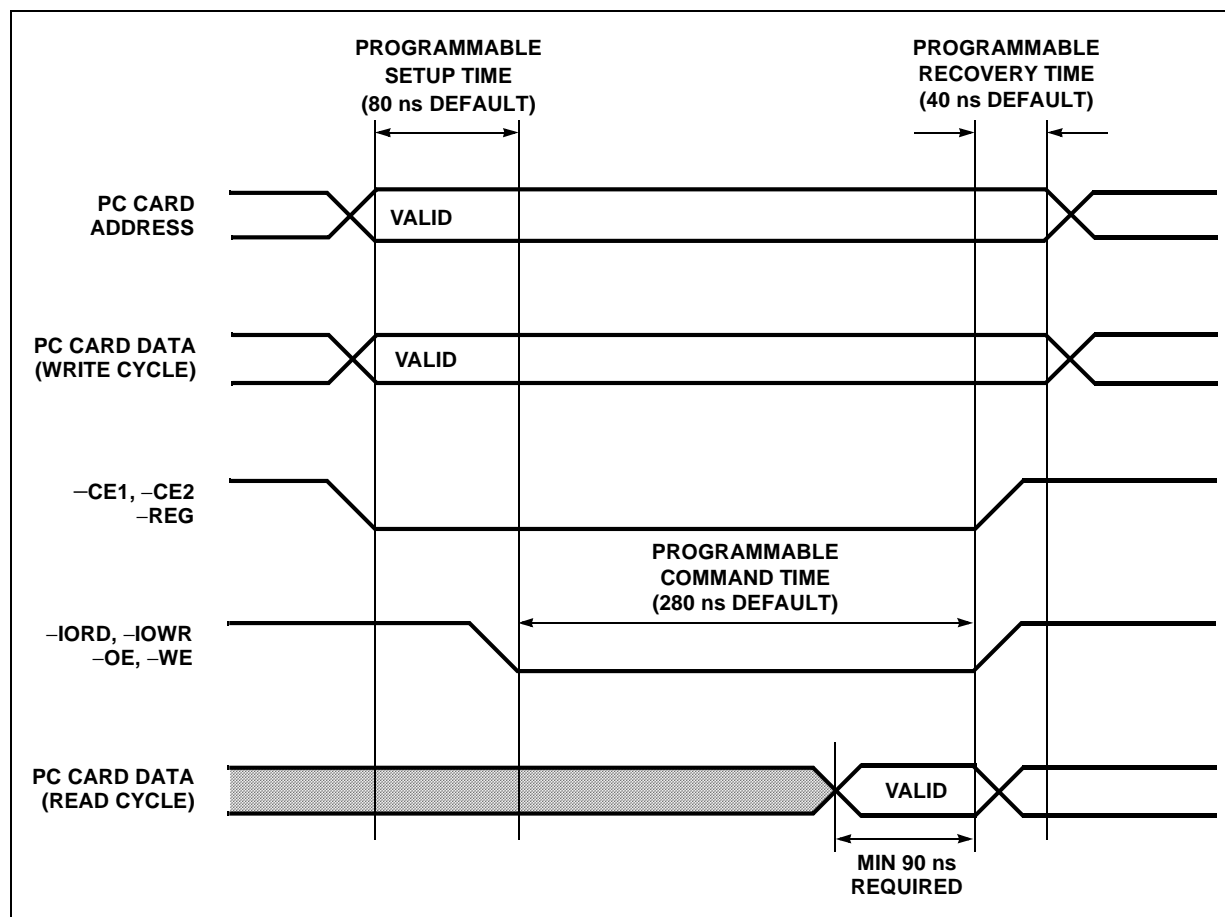 PROGRAMMABLE
SETUP TIME
(80 ns DEFAULT)
PROGRAMMABLE
RECOVERY TIME
(40 ns DEFAULT)
PC CARD
ADDRESS
VALID
PC CARD DATA
(WRITE CYCLE)
VALID
–CE1, –CE2
–REG
PROGRAMMABLE
COMMAND TIME
(280 ns DEFAULT)
–IORD, –IOWR
–OE, –WE
PC CARD DATA
(READ CYCLE)
VALID
MIN 90 ns
REQUIRED